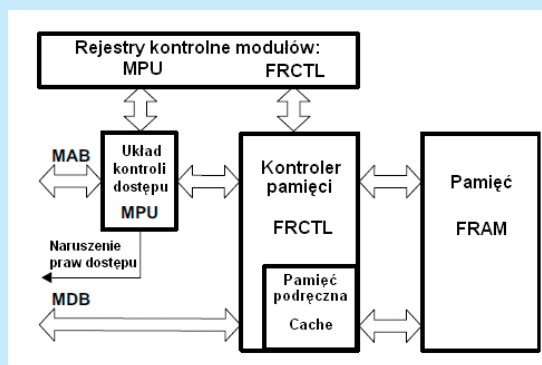 Rejestry kontrolne modułów:
MPU FRCTL
MAB
Układ
kontroli
dostępu
MPU
Naruszenie
praw dostępu
MDB
Kontroler
pamięci
FRCTL
Pamięć
podręczna
Cache
Pamięć
FRAM